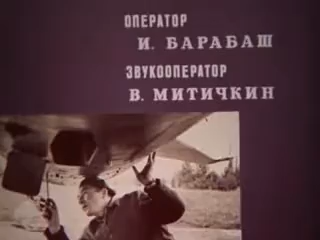 ОПЕРАТОР
И. БАРАБАШ
ЗВУКООПЕРАТОР
В. МИТИЧКИН